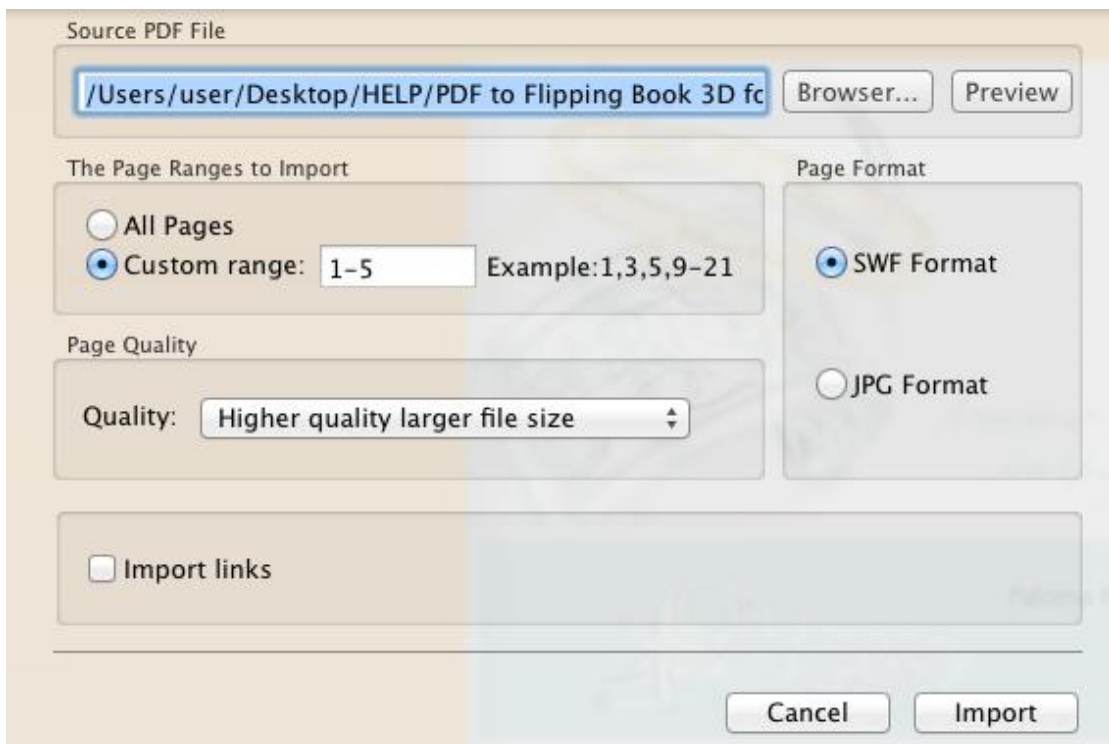 Source PDF File
/Users/user/Desktop/HELP/PDF to Flipping Book 3D fo
Browser... Preview
The Page Ranges to Import
All Pages
Custom range: 1-5 Example:1,3,5,9-21
Page Format
SWF Format
JPG Format
Page Quality
Quality: Higher quality larger file size
Import links
Cancel Import